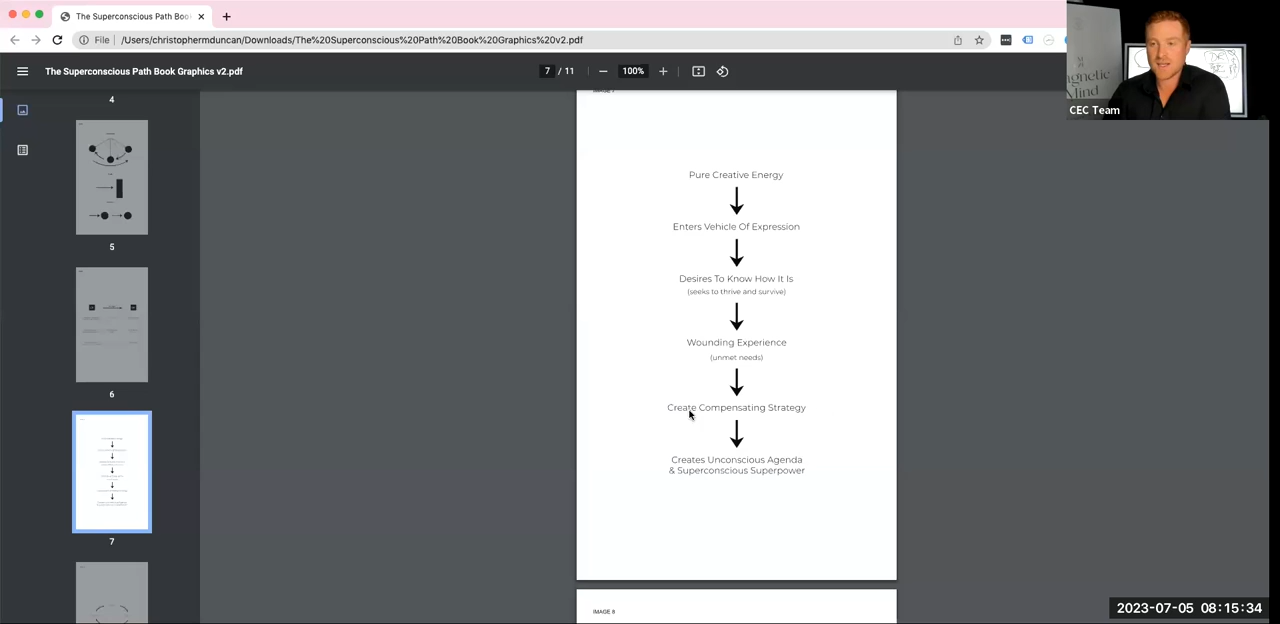 The Superconscious Path Boo
File
/Users/christophermduncan/Downloads/The%20Superconscious%20Path%20Book%20Graphics%20v2.pdf
The Superconscious Path Book Graphics v2.pdf
7 / 11
100%
agnetic
Mind
CEC Team
4
5
6
7
Pure Creative Energy
Enters Vehicle Of Expression
Desires To Know How It Is
(seeks to thrive and survive)
Wounding Experience
(unmet needs)
Create Compensating Strategy
Creates Unconscious Agenda
& Superconscious Superpower
IMAGE 8
2023-07-05 08:15:34